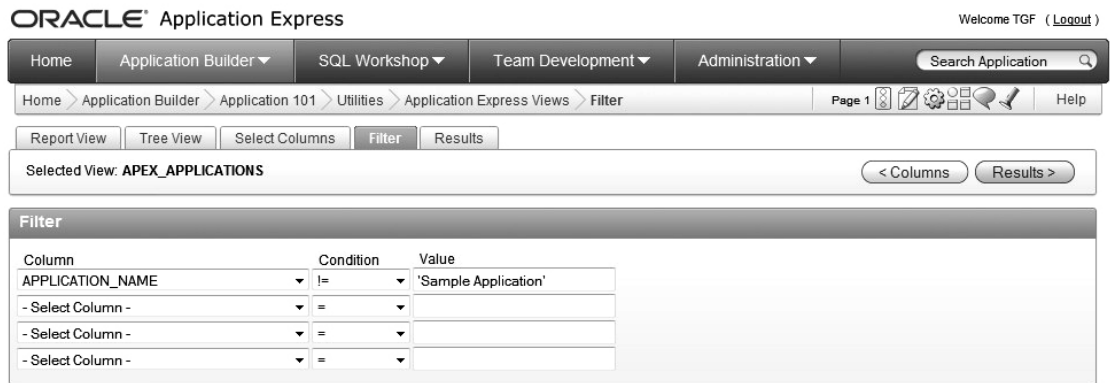 ORACLE® Application Express Welcome TGF ( Logout )
Home Application Builder SQL Workshop Team Development Administration Search Application
Home Application Builder Application 101 Utilities Application Express Views Filter Page 1 Help
Report View Tree View Select Columns Filter Results
Selected View: APEX_APPLICATIONS < Columns Results >
Filter
Column Condition Value
APPLICATION_NAME != 'Sample Application'
- Select Column - =
- Select Column - =
- Select Column - =